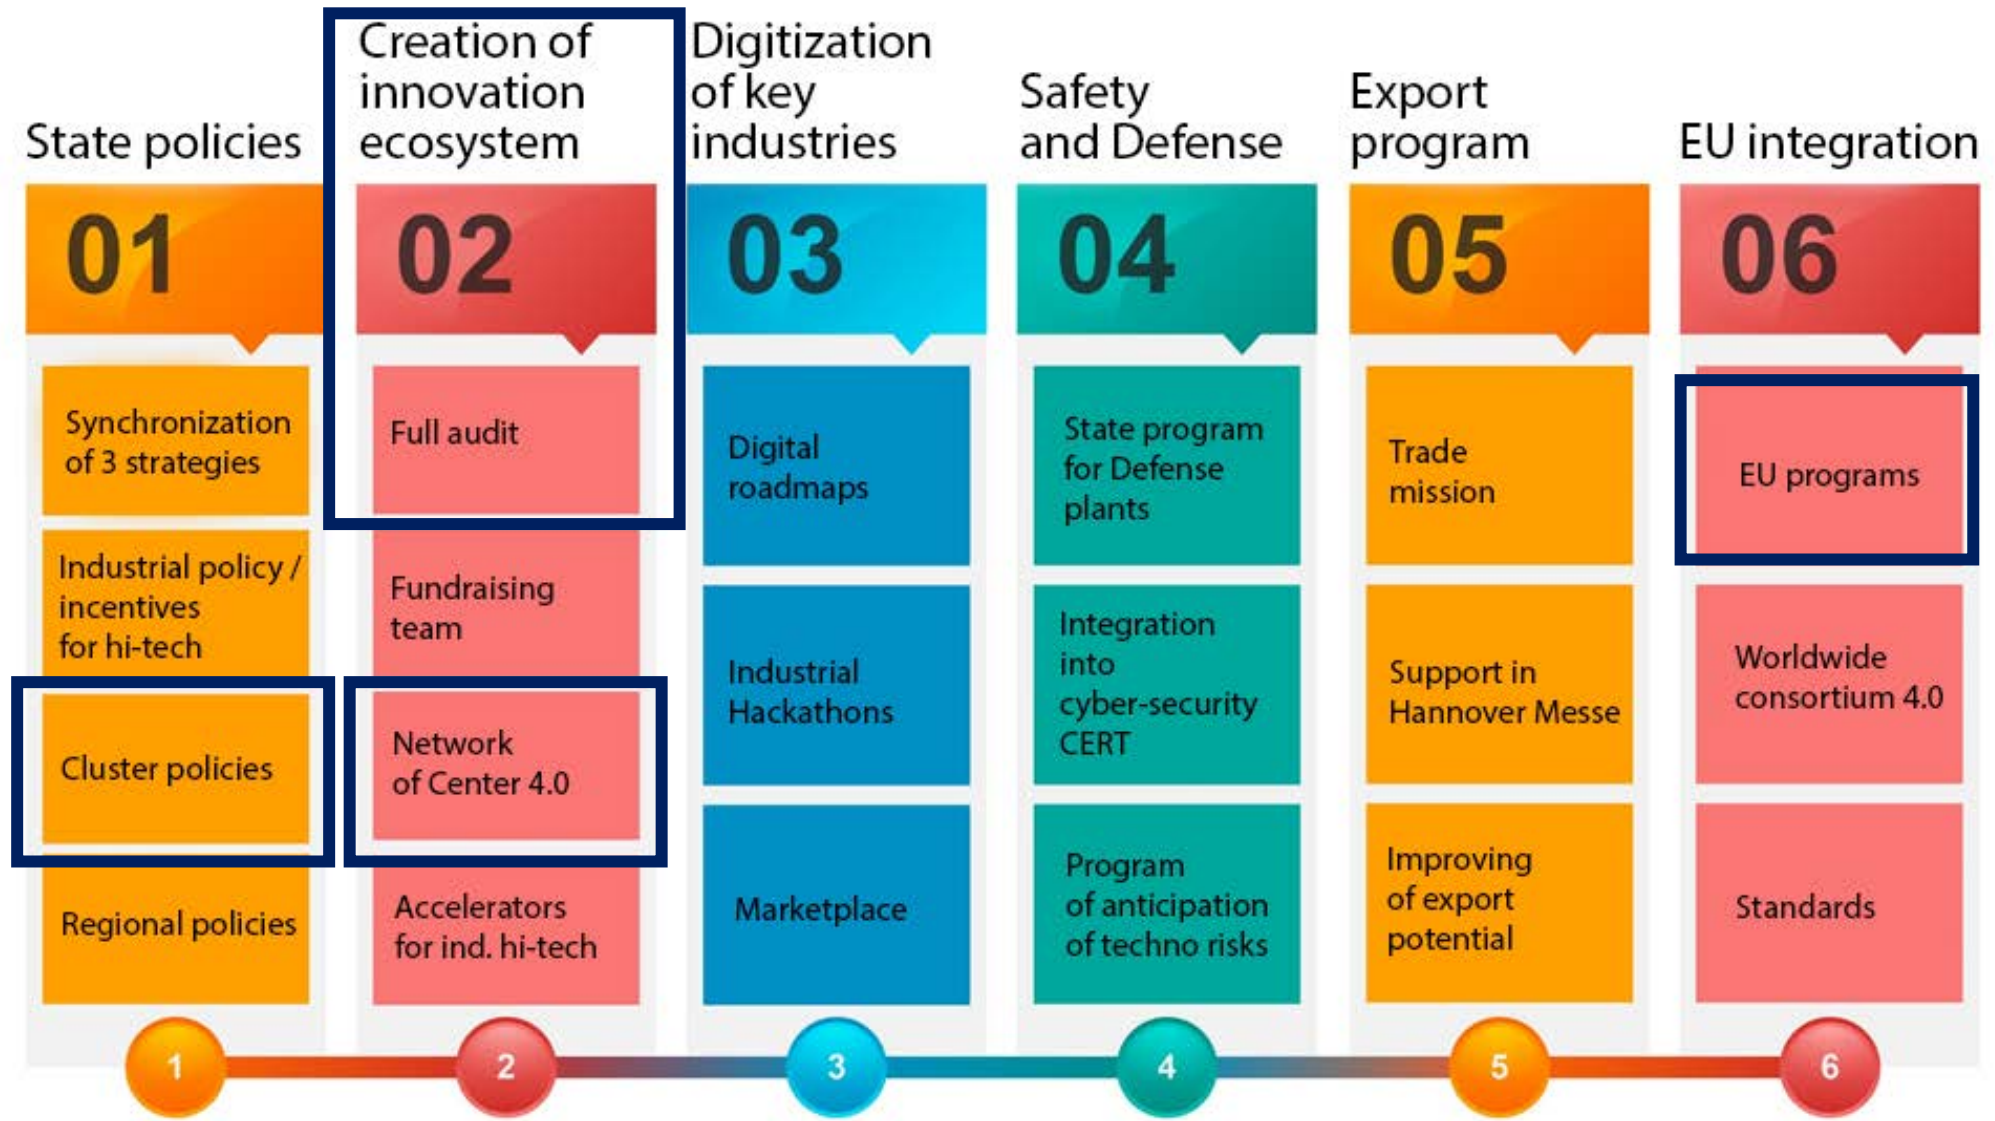 State policies
Creation of
innovation
ecosystem
Digitization
of key
industries
Safety
and Defense
Export
program
EU integration
01
02
03
04
05
06
Synchronization
of 3 strategies
Industrial policy /
incentives
for hi-tech
Cluster policies
Regional policies
Full audit
Fundraising
team
Network
of Center 4.0
Accelerators
for ind. hi-tech
Digital
roadmaps
Industrial
Hackathons
Marketplace
State program
for Defense
plants
Integration
into
cyber-security
CERT
Program
of anticipation
of techno risks
Trade
mission
Support in
Hannover Messe
Improving
of export
potential
EU programs
Worldwide
consortium 4.0
Standards
1
2
3
4
5
6